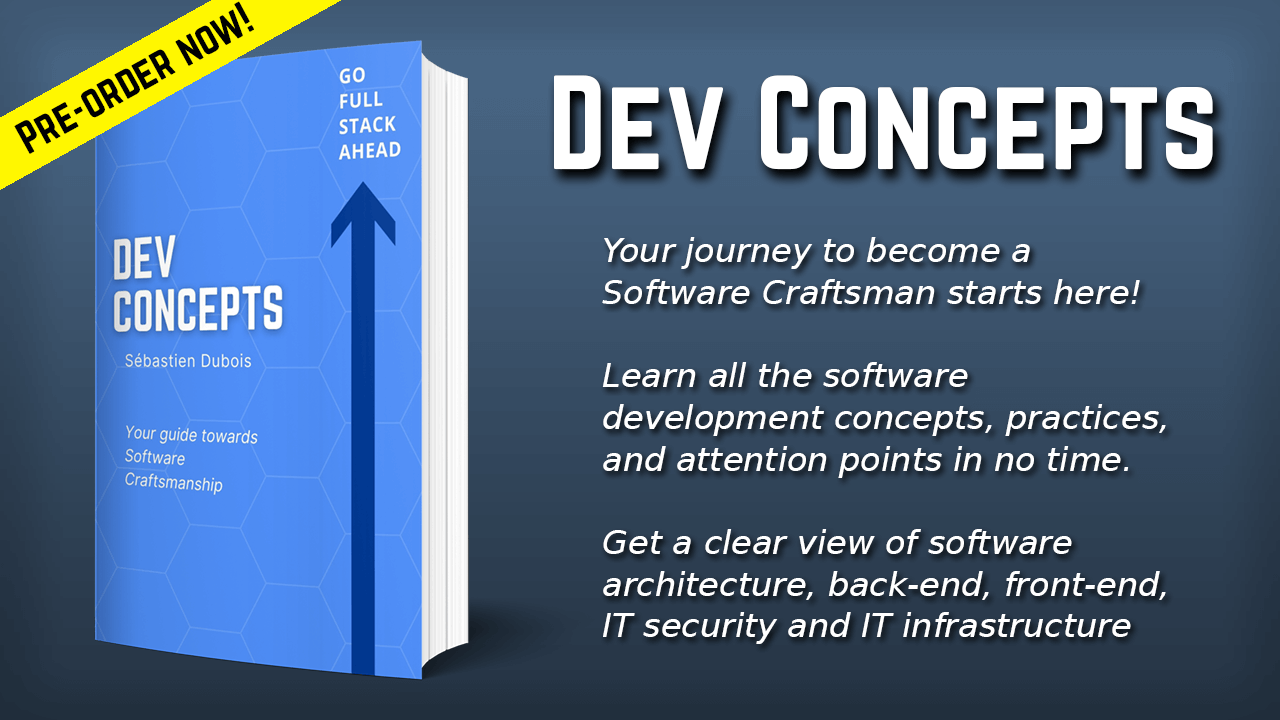 PRE-ORDER NOW!
GO
FULL
STACK
AHEAD
DEV
CONCEPTS
Sébastien Dubois
Your guide towards
Software
Craftsmanship
DEV CONCEPTS
Your journey to become a
Software Craftsman starts here!
Learn all the software
development concepts, practices,
and attention points in no time.
Get a clear view of software
architecture, back-end, front-end,
IT security and IT infrastructure